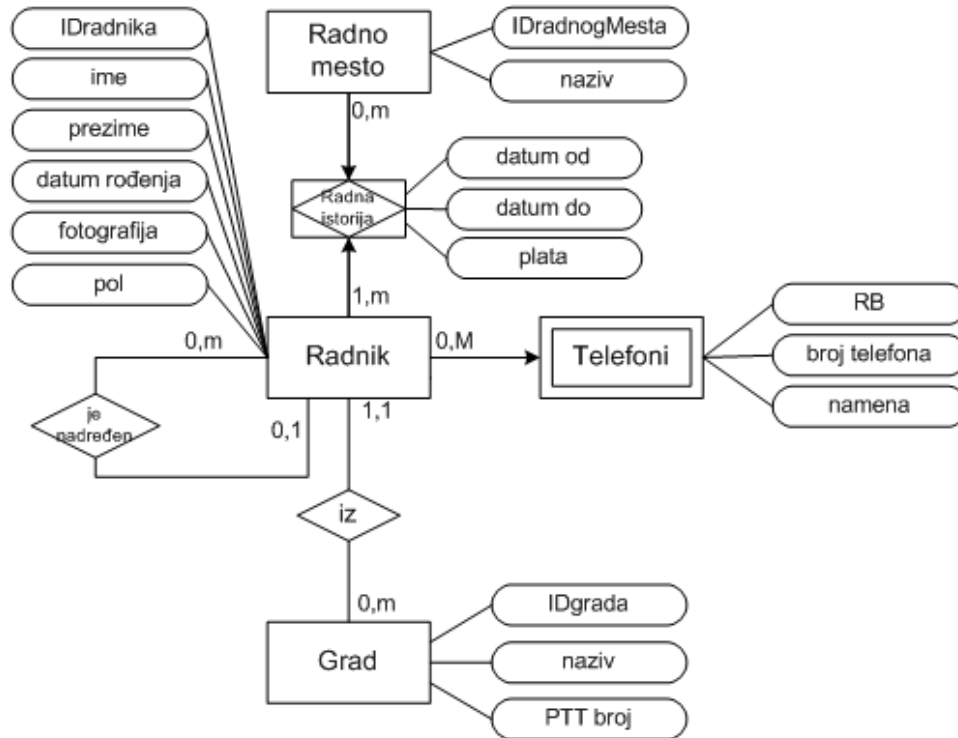 IDradnika
ime
prezime
datum rođenja
fotografija
pol
Radno
mesto
IDradnogMesta
naziv
0,m
Radna
istorija
datum od
datum do
plata
1,m
Radnik
0,m
0,1
1,1
0,M
je
nadređen
Telefoni
RB
broj telefona
namena
iz
0,m
Grad
IDgrada
naziv
PTT broj